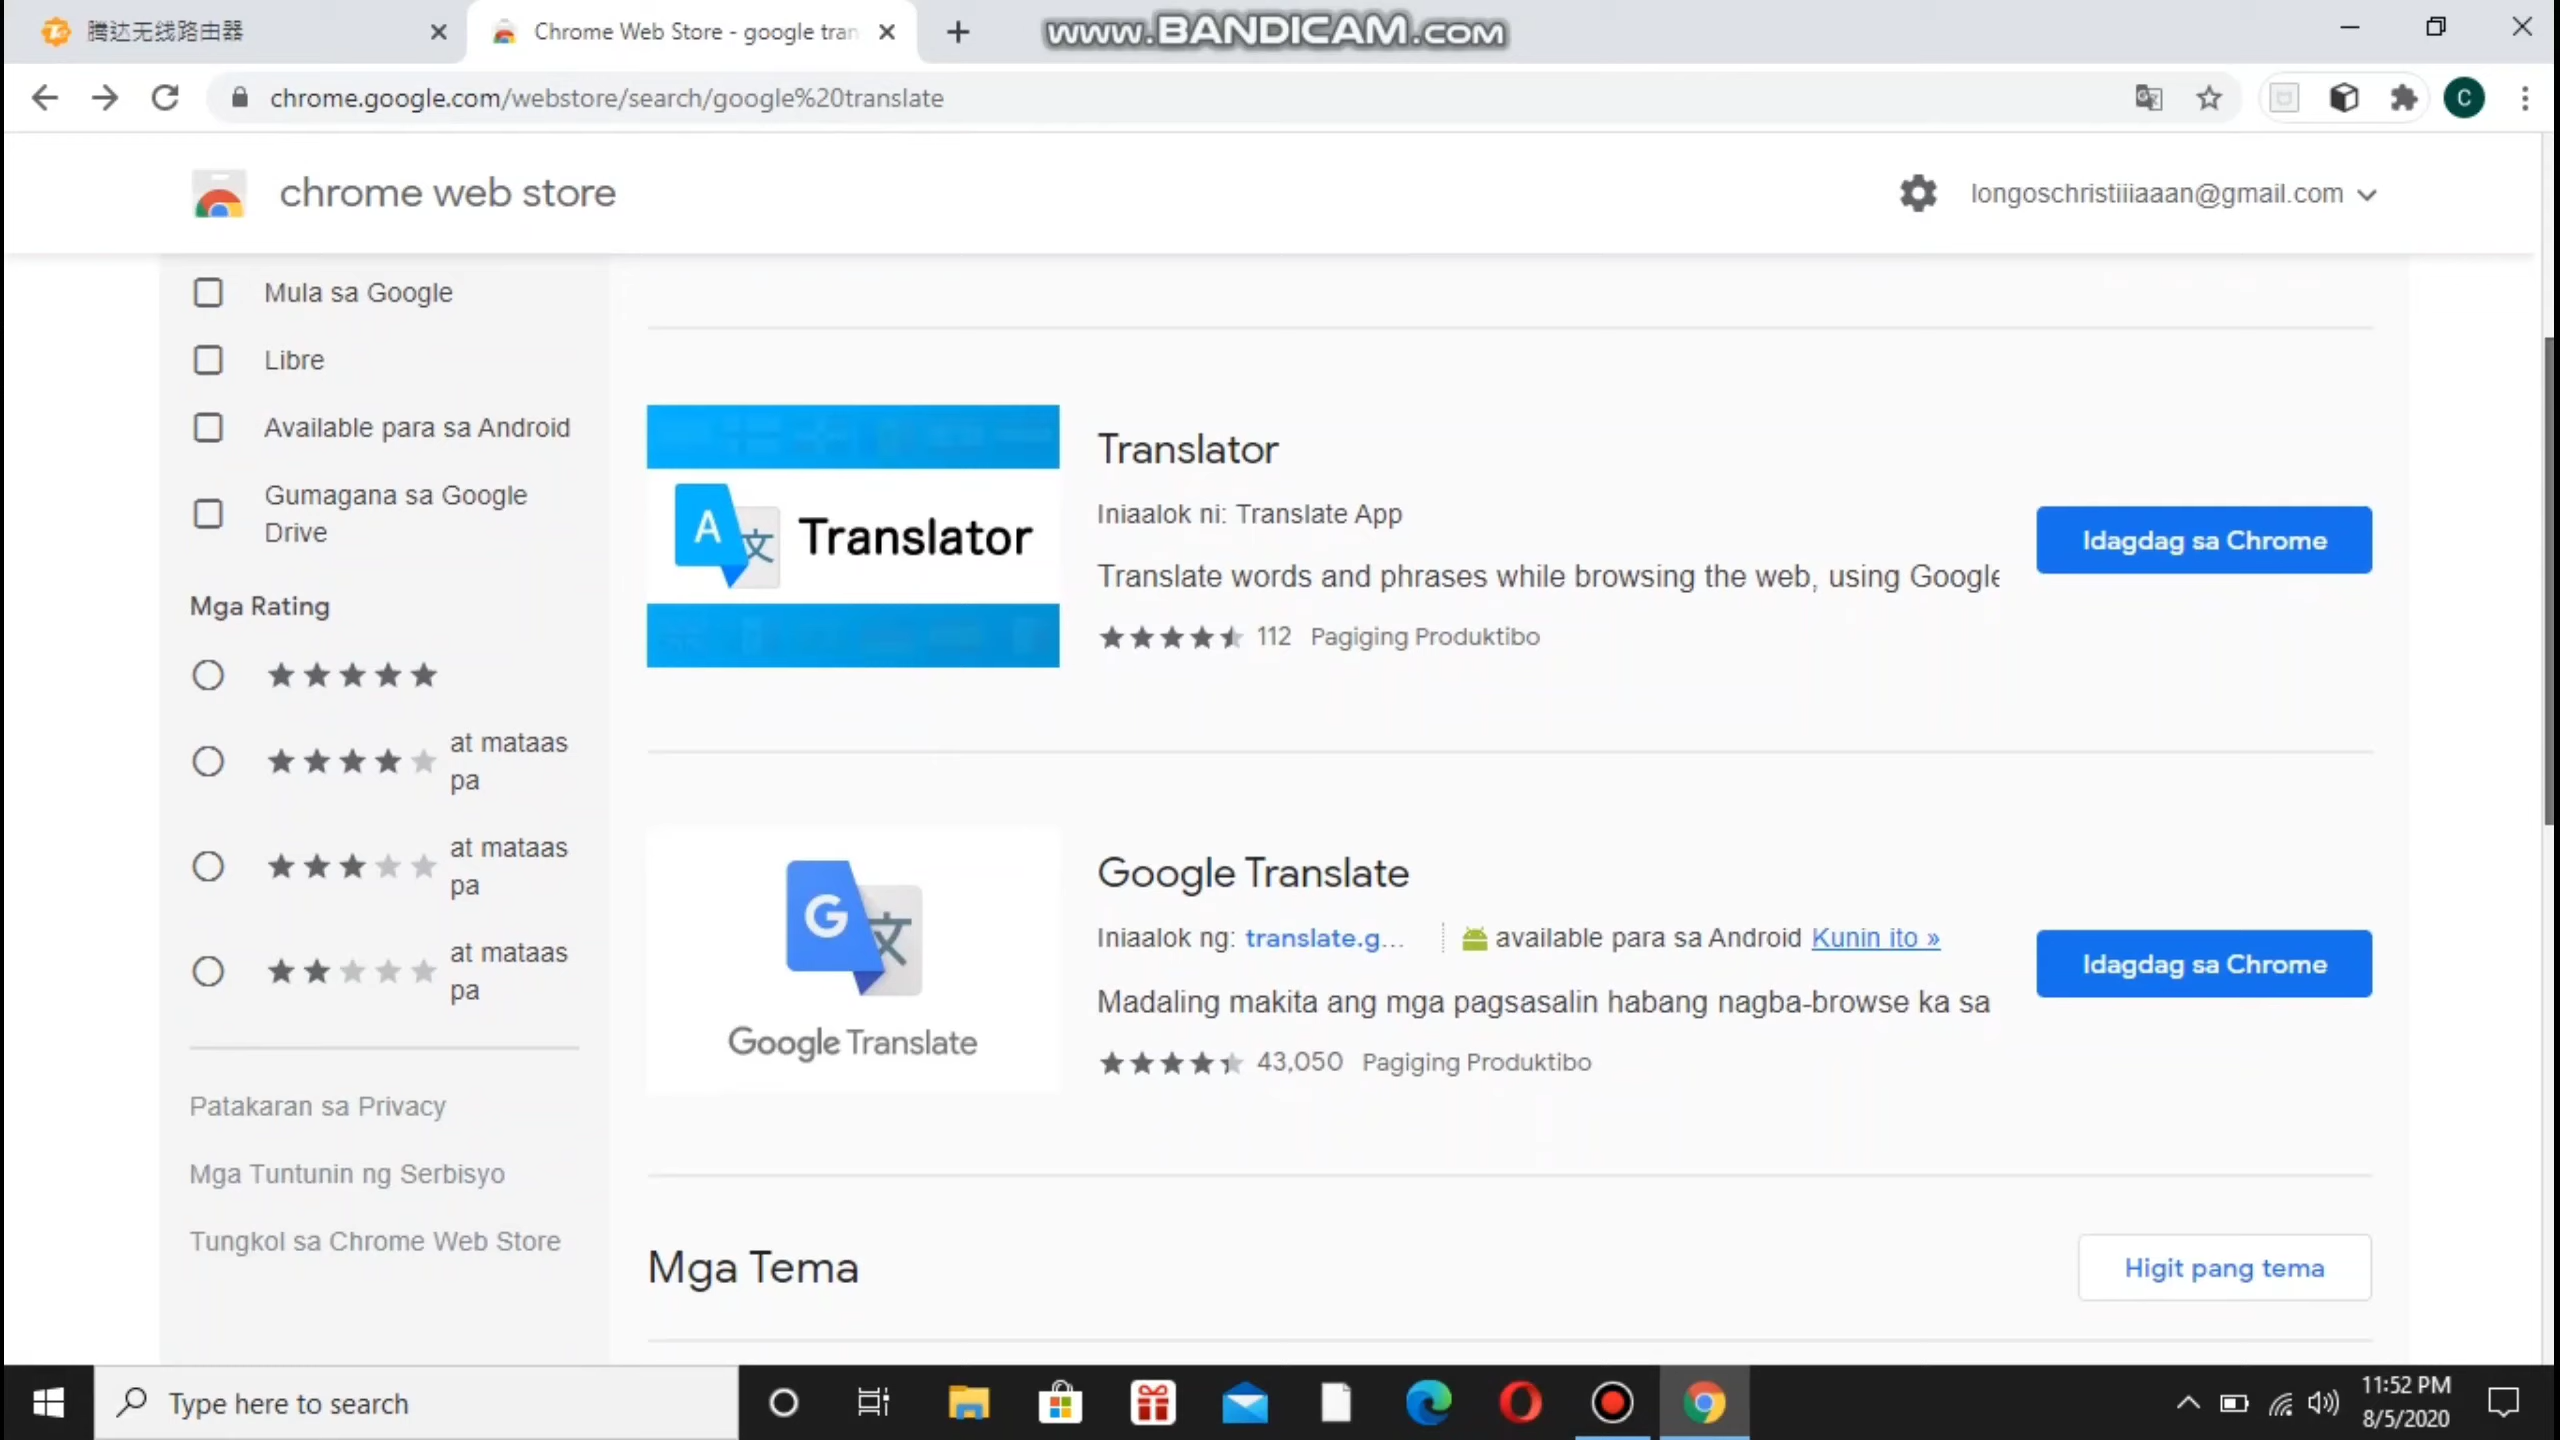 腾达无线路由器
Chrome Web Store - google tran
www.BANDICAM.com
chrome.google.com/webstore/search/google%20translate
C
chrome web store
longoschristiiiaaan@gmail.com
Mula sa Google
Libre
Available para sa Android
Gumagana sa Google
Drive
Mga Rating
at mataas
pa
at mataas
pa
at mataas
pa
Patakaran sa Privacy
Mga Tuntunin ng Serbisyo
Tungkol sa Chrome Web Store
A 文 Translator
Translator
Iniaalok ni: Translate App
Translate words and phrases while browsing the web, using Google
112 Pagiging Produktibo
Idagdag sa Chrome
G 文
Google Translate
Google Translate
Iniaalok ng: translate.g... available para sa Android Kunin ito »
Madaling makita ang mga pagsasalin habang nagba-browse ka sa
43,050 Pagiging Produktibo
Idagdag sa Chrome
Mga Tema
Higit pang tema
Type here to search
11:52 PM
8/5/2020